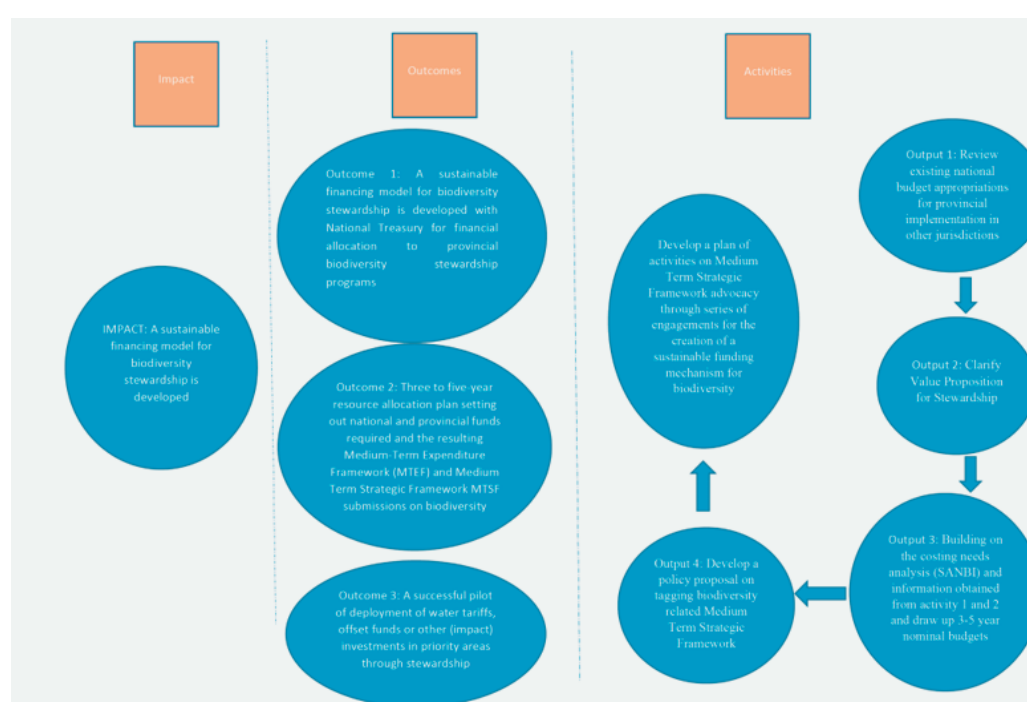 Impact
IMPACT: A sustainable
financing model for
biodiversity
stewardship is
developed
Outcomes
Outcome 1: A sustainable
financing model for biodiversity
stewardship is developed with
National Treasury for financial
allocation to provincial
biodiversity stewardship
programs
Outcome 2: Three to five-year
resource allocation plan setting
out national and provincial funds
required and the resulting
Medium-Term Expenditure
Framework (MTEF) and Medium
Term Strategic Framework MTSF
submissions on biodiversity
Outcome 3: A successful pilot
of deployment of water tariffs,
offset funds or other (impact)
investments in priority areas
through stewardship
Activities
Output 1: Review
existing national
budget appropriations
for provincial
implementation in
other jurisdictions
Output 2: Clarify
Value Proposition
for Stewardship
Output 3: Building on
the costing needs
analysis (SANBI) and
information obtained
from activity 1 and 2
and draw up 3-5 year
nominal budgets
Output 4: Develop a
policy proposal on
tagging biodiversity
related Medium
Term Strategic
Framework
Develop a plan of
activities on Medium
Term Strategic
Framework advocacy
through series of
engagements for the
creation of a
sustainable funding
mechanism for
biodiversity